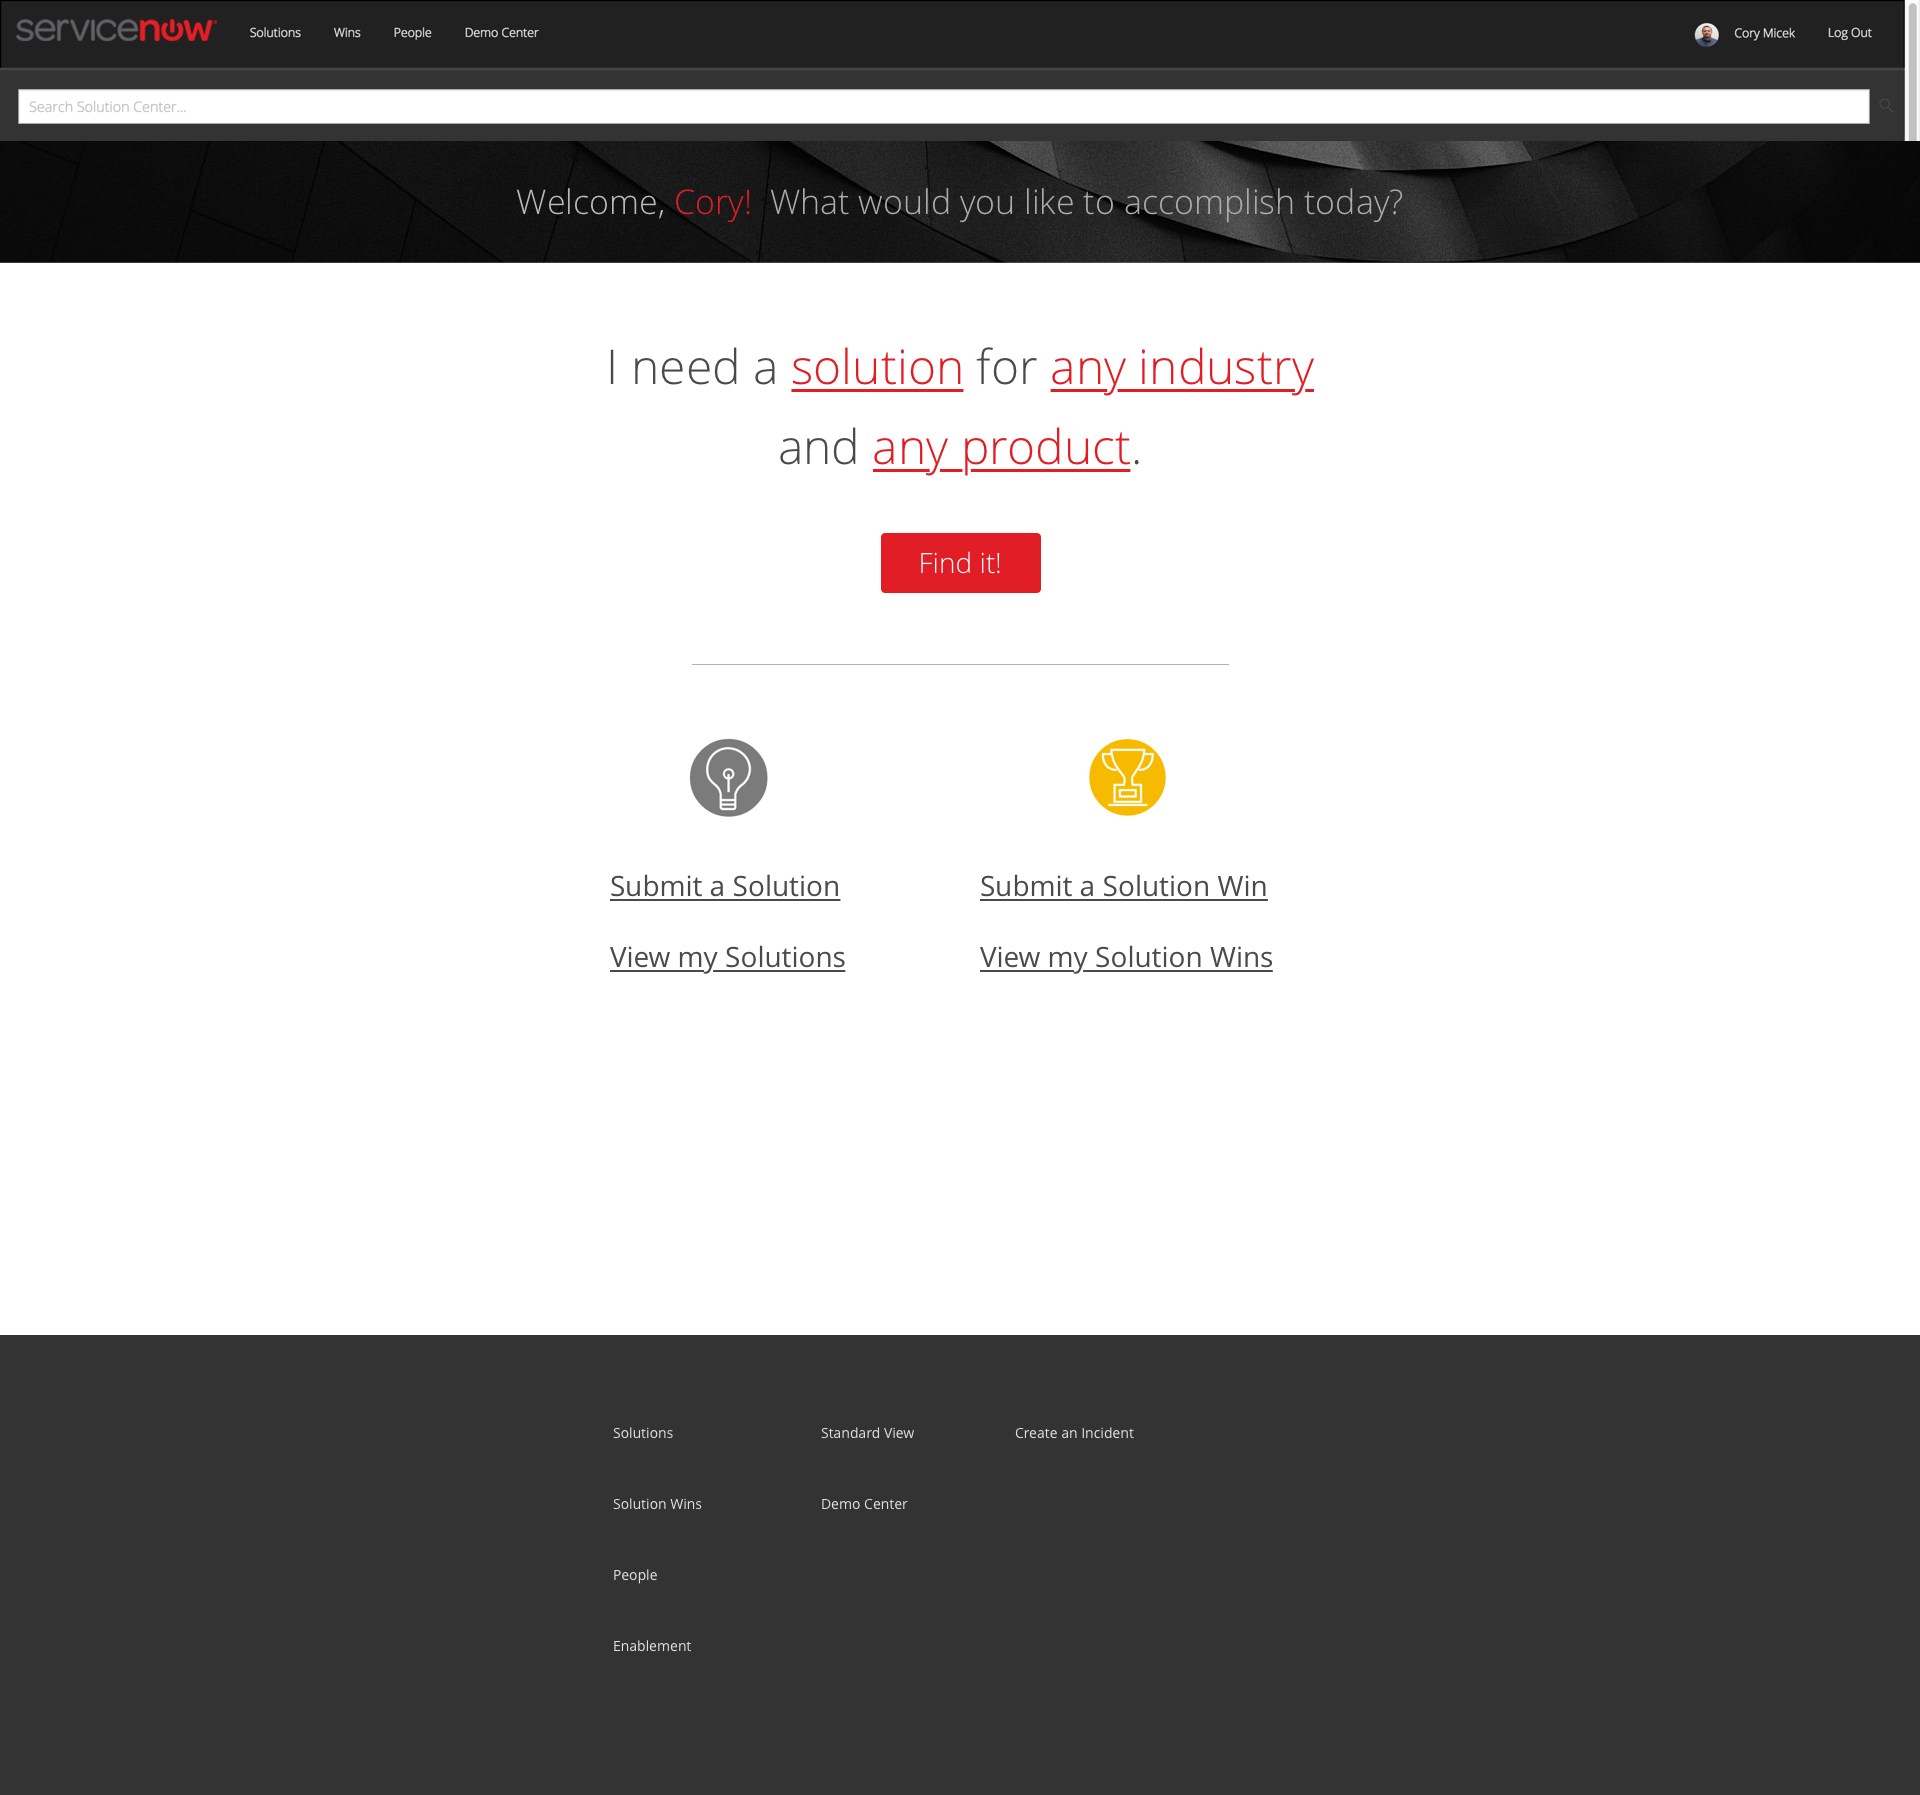 servicenow
Solutions Wins People Demo Center Cory Micek Log Out
Search Solution Center...
Welcome, Cory! What would you like to accomplish today?
I need a solution for any industry
and any product.
Find it!
Submit a Solution Submit a Solution Win
View my Solutions View my Solution Wins
Solutions Standard View Create an Incident
Solution Wins Demo Center
People
Enablement